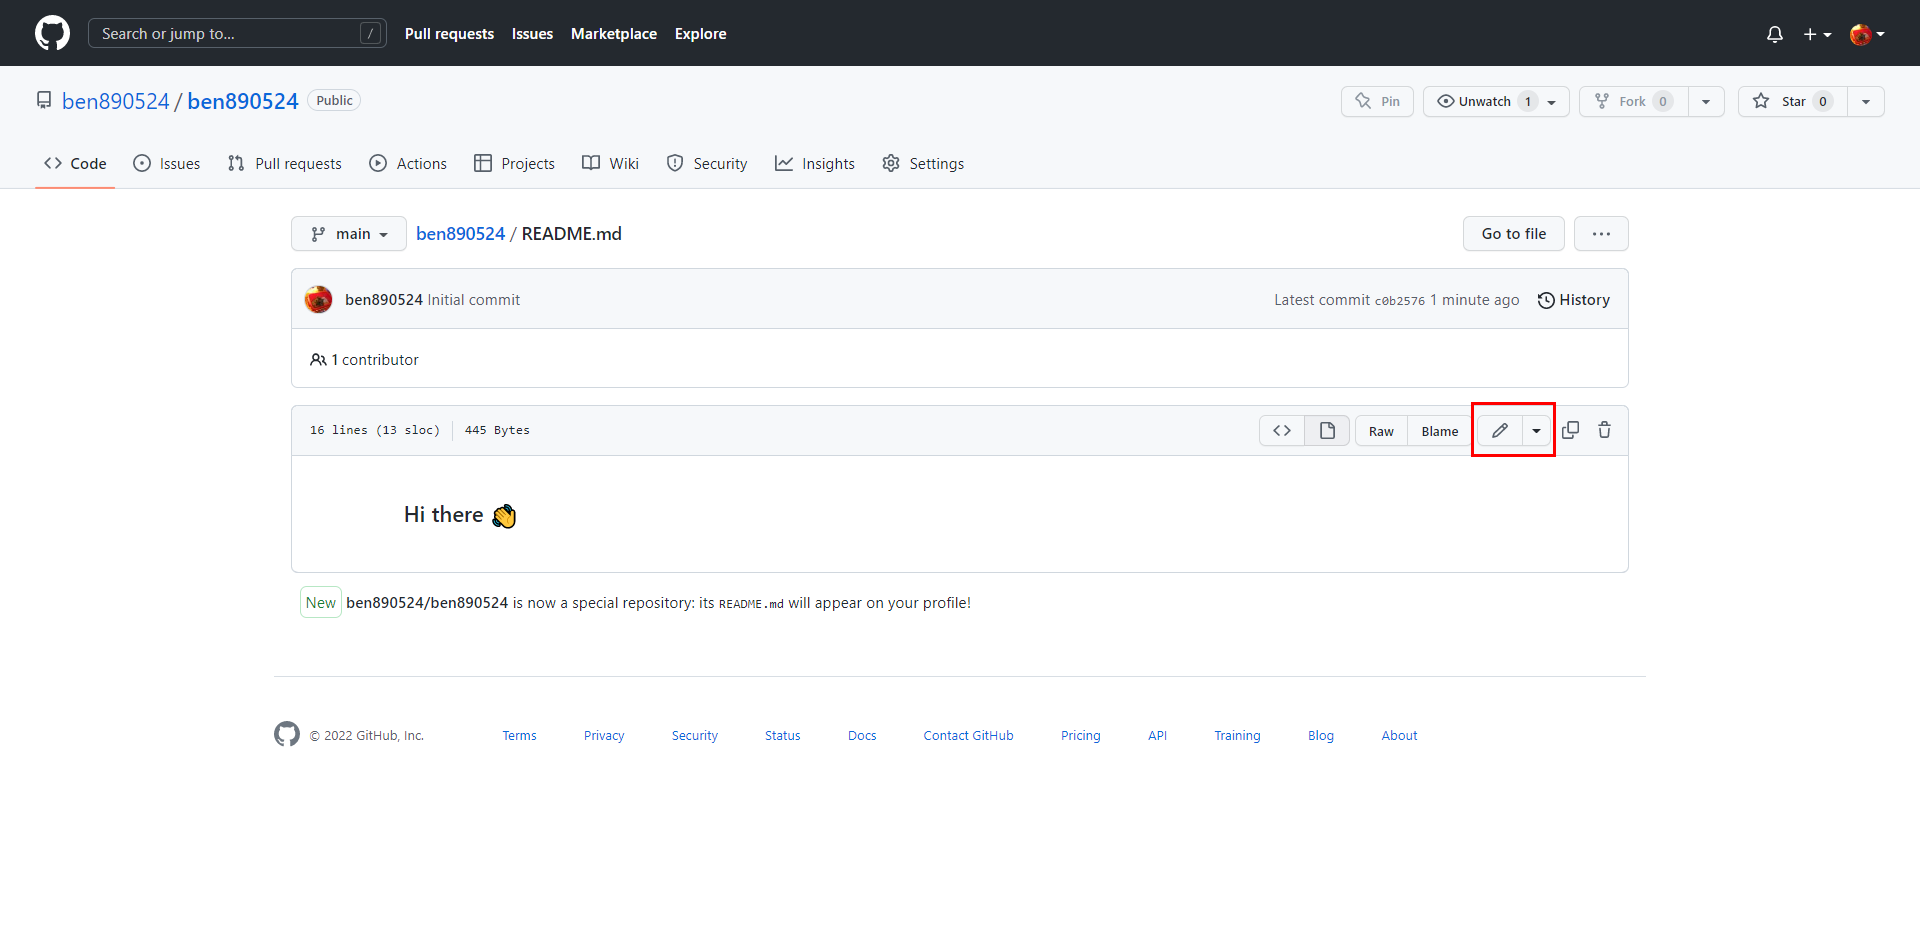 Search or jump to... / Pull requests Issues Marketplace Explore
ben890524 / ben890524 Public Pin Unwatch 1 Fork 0 Star 0
Code Issues Pull requests Actions Projects Wiki Security Insights Settings
main ben890524 / README.md Go to file ...
ben890524 Initial commit Latest commit c0b2576 1 minute ago History
1 contributor
16 lines (13 sloc) 445 Bytes Raw Blame
Hi there 👋
New ben890524/ben890524 is now a special repository: its README.md will appear on your profile!
© 2022 GitHub, Inc. Terms Privacy Security Status Docs Contact GitHub Pricing API Training Blog About